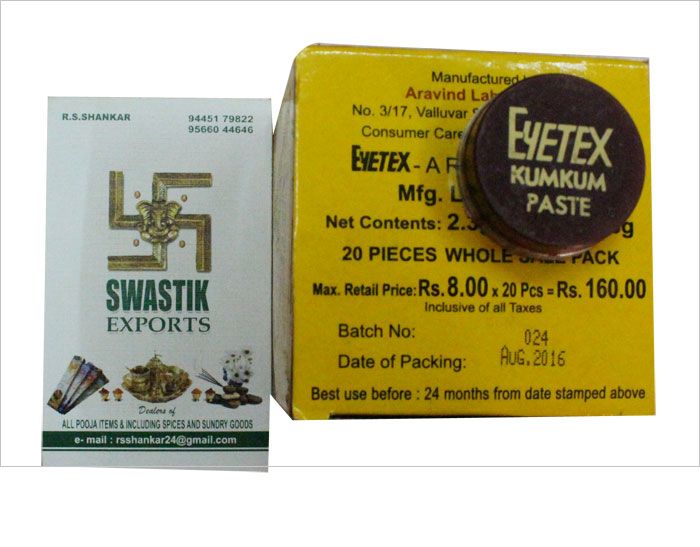 R.S.SHANKAR
94451 79822
95660 44646
SWASTIK
EXPORTS
Dealers of
ALL POOJA ITEMS & INCLUDING SPICES AND SUNDRY GOODS
e- mail : rsshankar24@gmail.com
Manufactured
Aravind Lab
No. 3/17, Valluvar
Consumer Care
EYETEX - AR
Mfg. L
Net Contents: 2. g
20 PIECES WHOLE SALE PACK
Max. Retail Price: Rs. 8.00 x 20 Pcs = Rs. 160.00
Inclusive of all Taxes
Batch No: 024
Date of Packing: AUG.2016
Best use before : 24 months from date stamped above
EYETEX
KUMKUM
PASTE